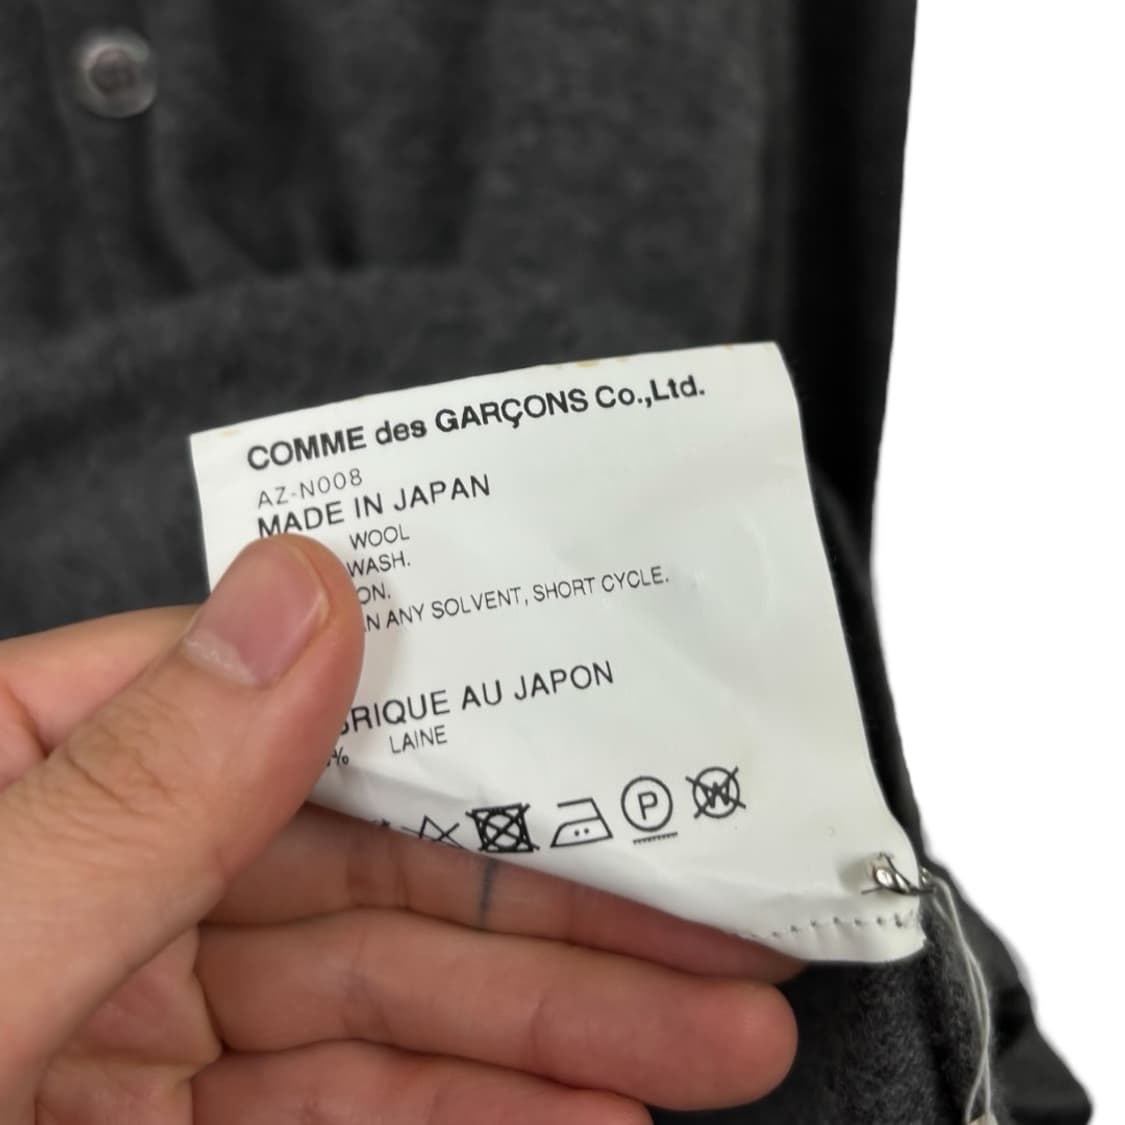 COMME des GARÇONS Co.,Ltd.
AZ-N008
MADE IN JAPAN
WOOL
WASH.
ON.
N ANY SOLVENT, SHORT CYCLE.
RIQUE AU JAPON
% LAINE
P
W